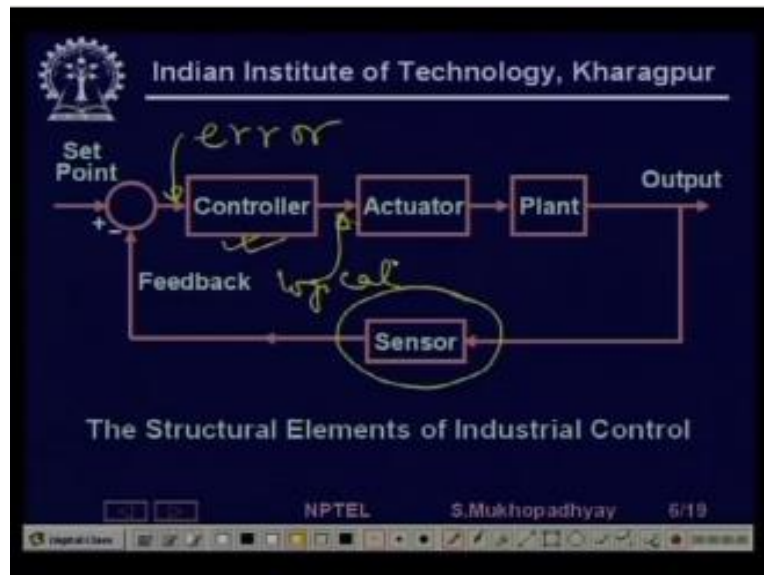 Indian Institute of Technology, Kharagpur
error
Set
Point
Output
Controller
Actuator
Plant
+-
Feedback
logical
Sensor
The Structural Elements of Industrial Control
NPTEL
S.Mukhopadhyay
6/19